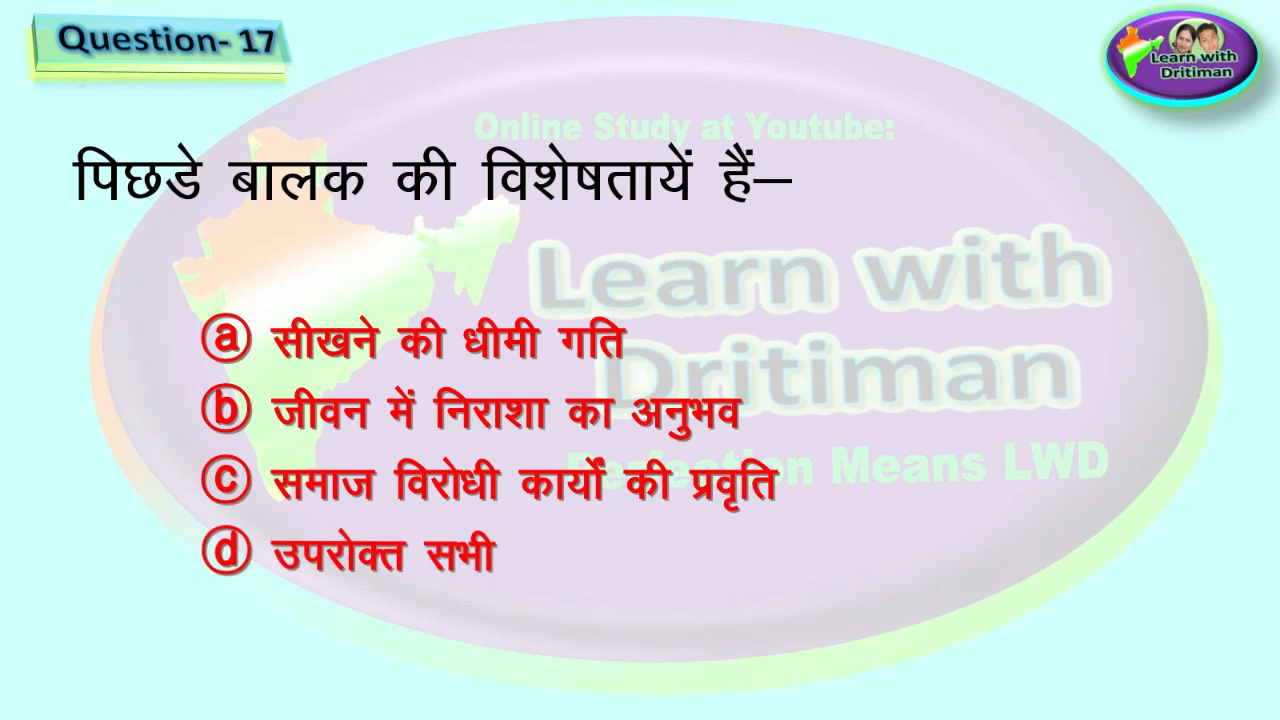 Question- 17
Learn with
Dritiman
Online Study at Youtube:
पिछडे बालक की विशेषतायें हैं–
Learn with
Dritiman
Perfection Means LWD
ⓐ सीखने की धीमी गति
ⓑ जीवन में निराशा का अनुभव
ⓒ समाज विरोधी कार्यों की प्रवृति
ⓓ उपरोक्त सभी